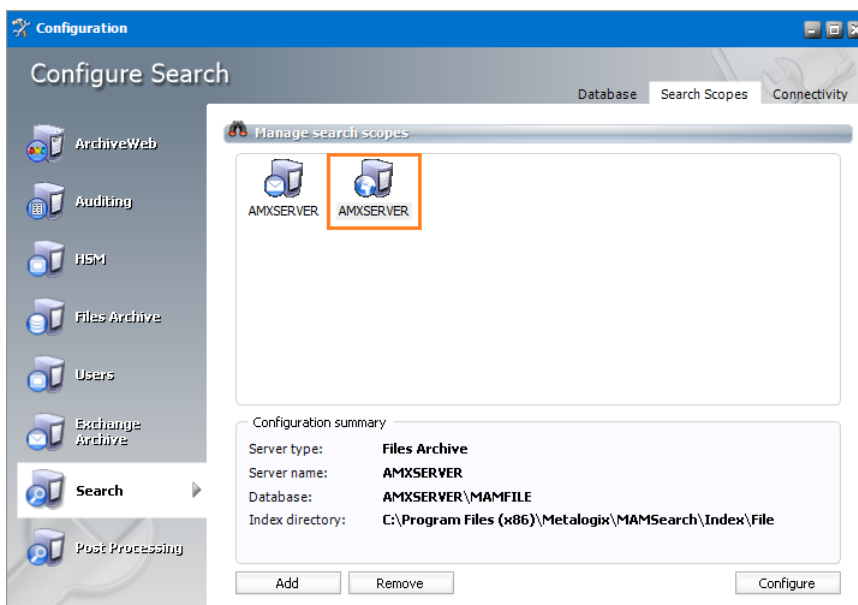 Configuration
Configure Search
Database
Search Scopes
Connectivity
ArchiveWeb
Auditing
HSM
Files Archive
Users
Exchange
Archive
Search
Post Processing
Manage search scopes
AMXSERVER
AMXSERVER
Configuration summary
Server type: Files Archive
Server name: AMXSERVER
Database: AMXSERVER\MAMFILE
Index directory: C:\Program Files (x86)\Metalogix\MAMSearch\Index\File
Add
Remove
Configure